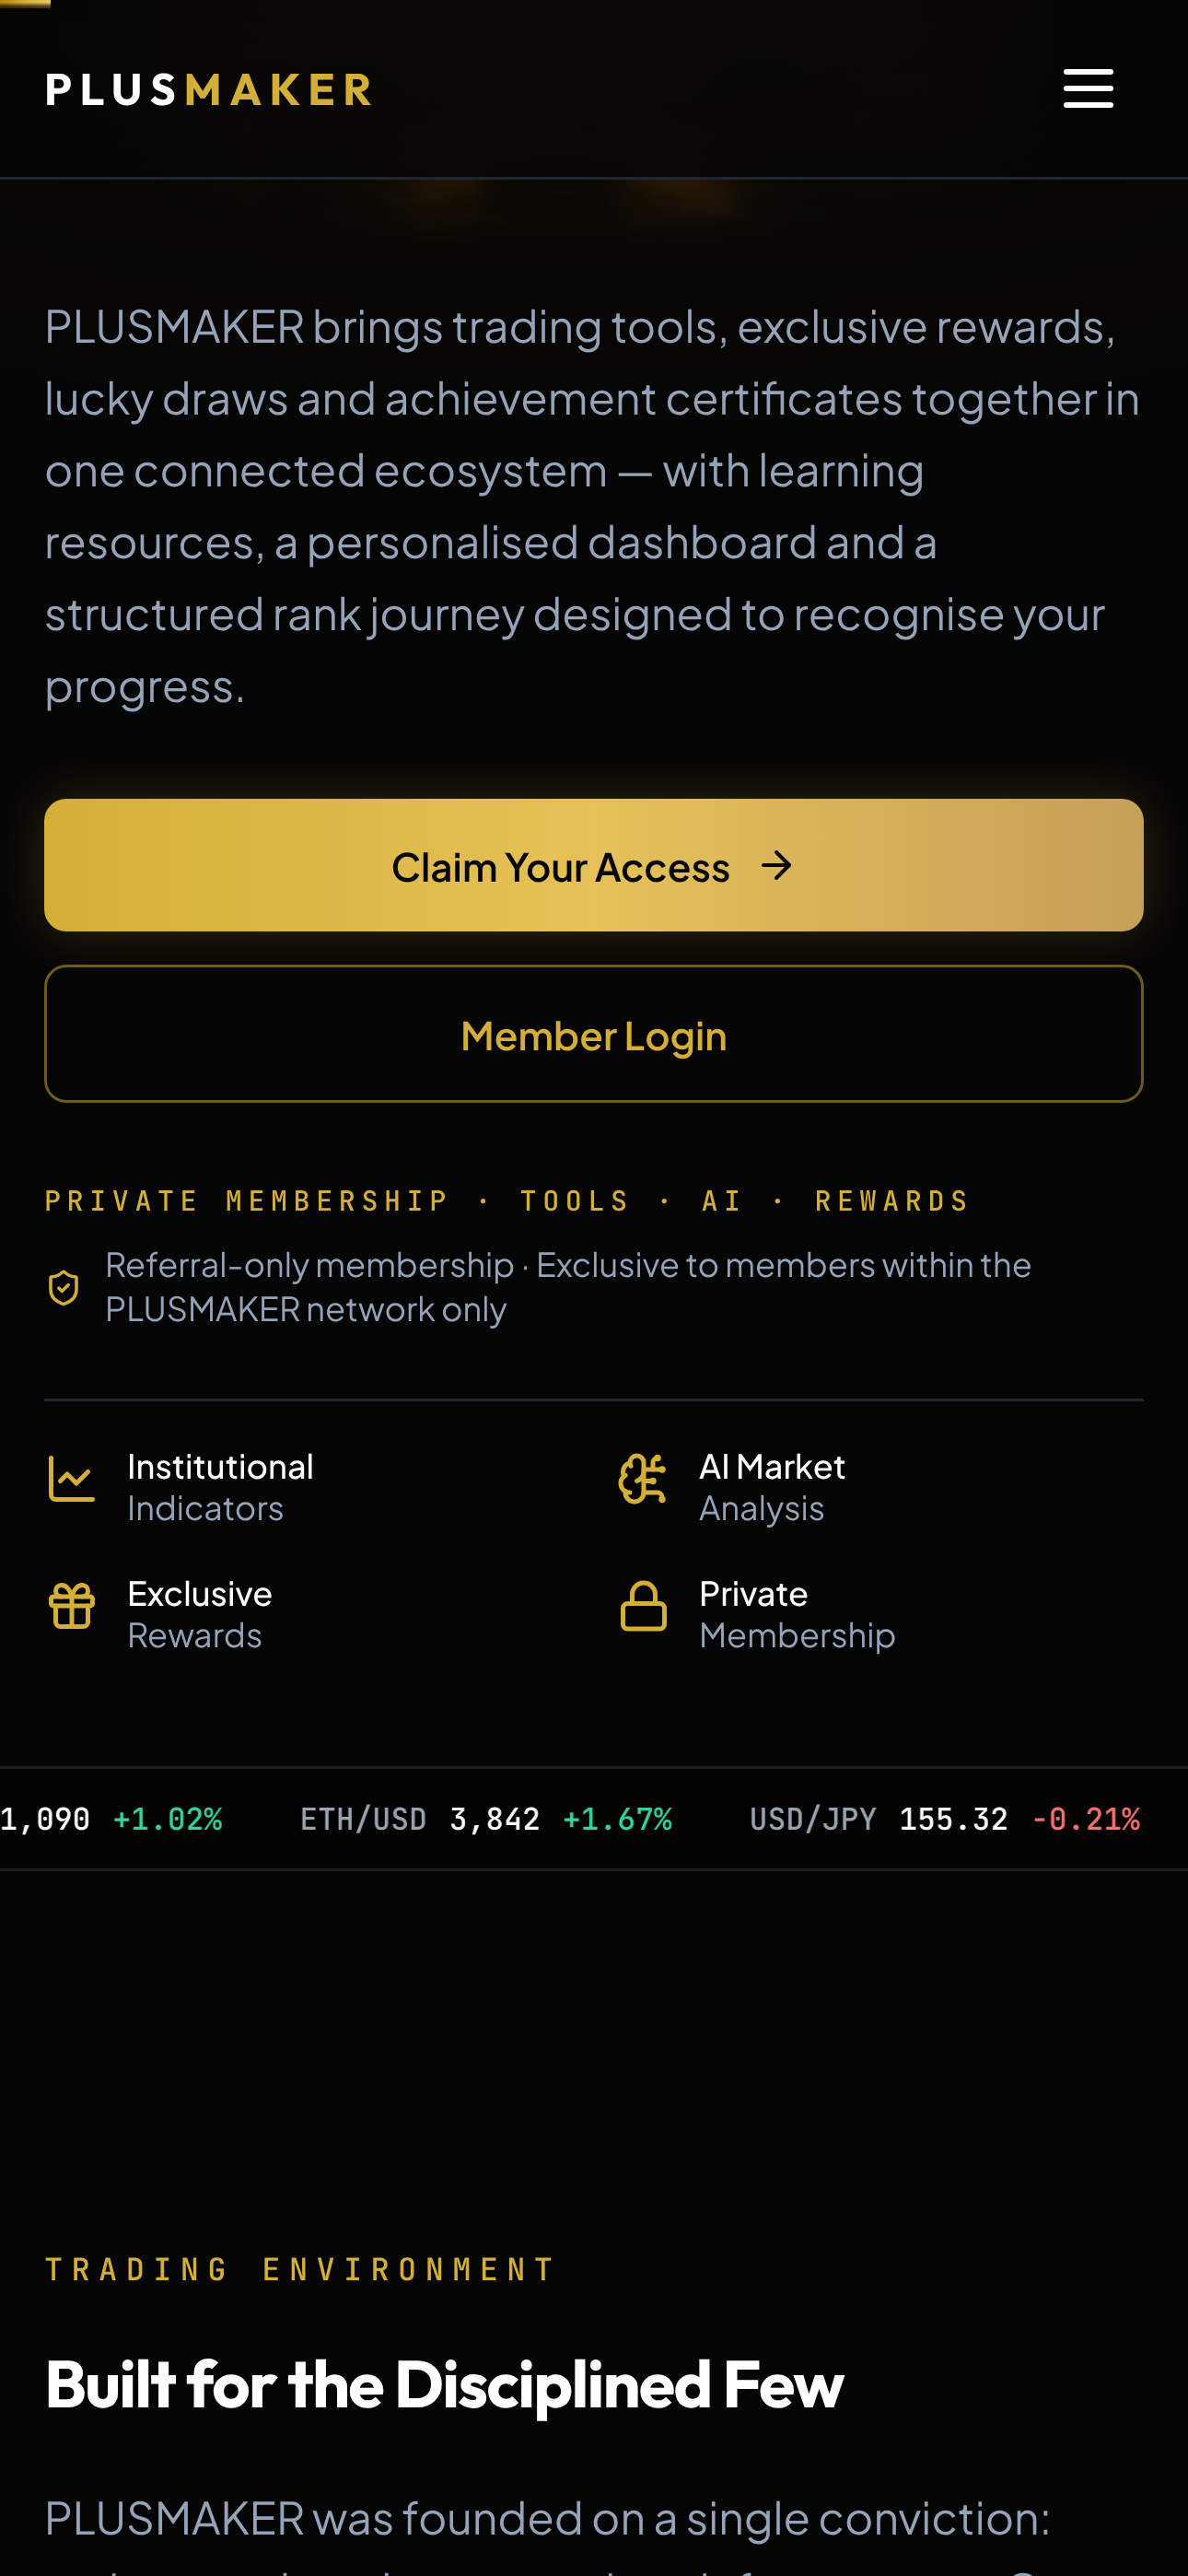 PLUSMAKER
PLUSMAKER brings trading tools, exclusive rewards,
lucky draws and achievement certificates together in
one connected ecosystem — with learning
resources, a personalised dashboard and a
structured rank journey designed to recognise your
progress.
Claim Your Access →
Member Login
PRIVATE MEMBERSHIP · TOOLS · AI · REWARDS
Referral-only membership · Exclusive to members within the
PLUSMAKER network only
Institutional
Indicators
AI Market
Analysis
Exclusive
Rewards
Private
Membership
1,090 +1.02% ETH/USD 3,842 +1.67% USD/JPY 155.32 -0.21%
TRADING ENVIRONMENT
Built for the Disciplined Few
PLUSMAKER was founded on a single conviction: